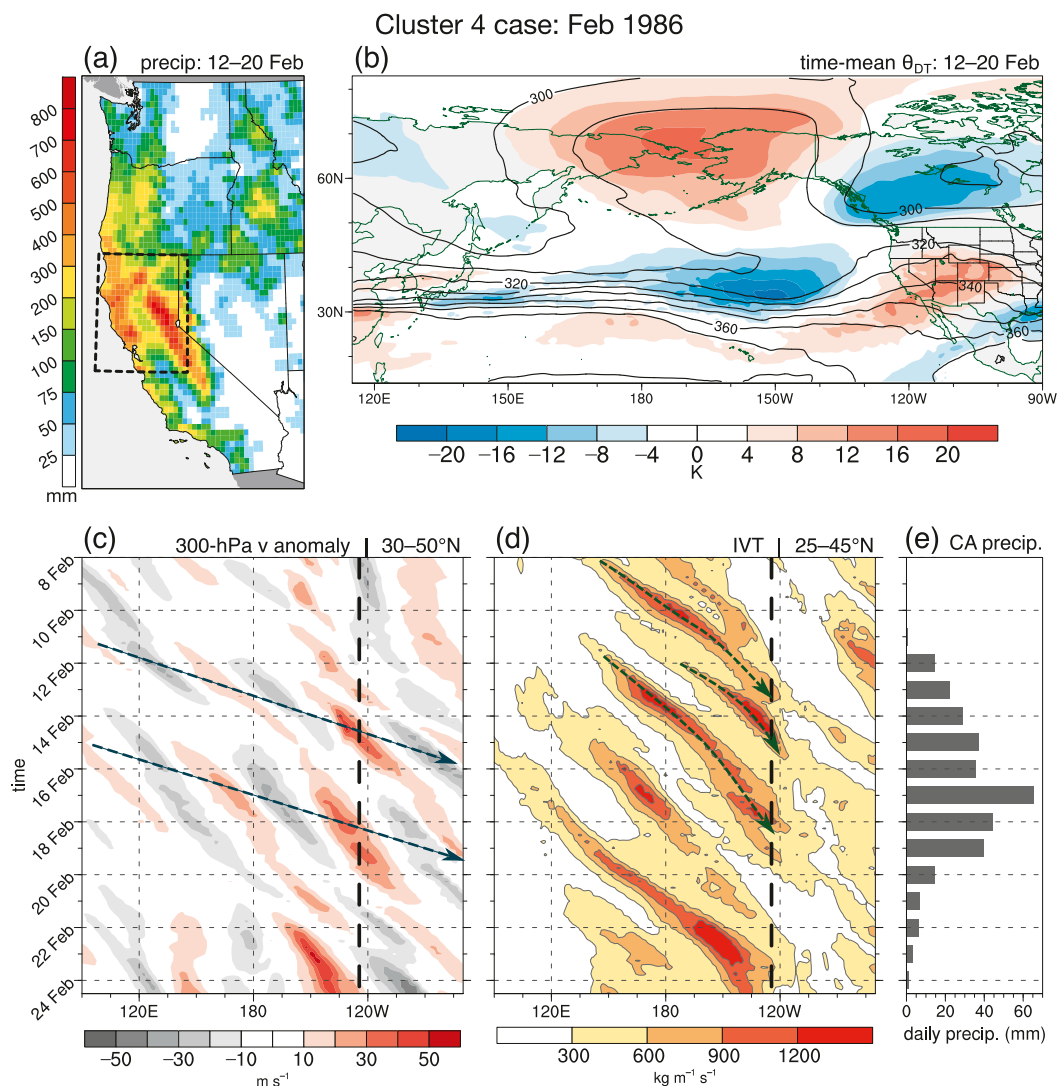 Cluster 4 case: Feb 1986
(a) precip: 12–20 Feb
800
700
600
500
400
300
200
150
100
75
50
25
mm
(b) time-mean θDT: 12–20 Feb
300
300
320
320
340
360
360
60N
30N
120E 150E 180 150W 120W 90W
−20 −16 −12 −8 −4 0 4 8 12 16 20
K
(c) 300-hPa v anomaly 30–50°N
time
8 Feb
10 Feb
12 Feb
14 Feb
16 Feb
18 Feb
20 Feb
22 Feb
24 Feb
120E 180 120W
−50 −30 −10 10 30 50
m s⁻¹
(d) IVT 25–45°N
120E 180 120W
300 600 900 1200
kg m⁻¹ s⁻¹
(e) CA precip.
0 20 40 60
daily precip. (mm)